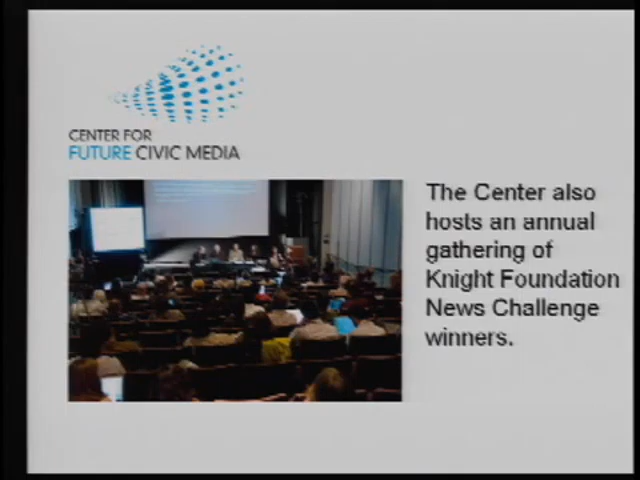 CENTER FOR
FUTURE CIVIC MEDIA
The Center also
hosts an annual
gathering of
Knight Foundation
News Challenge
winners.